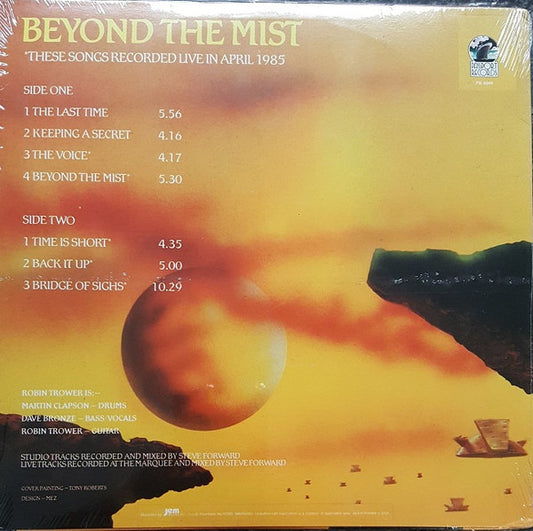 BEYOND THE MIST
*THESE SONGS RECORDED LIVE IN APRIL 1985
PASSPORT
RECORDS
SIDE ONE
1 THE LAST TIME 5.56
2 KEEPING A SECRET 4.16
3 THE VOICE* 4.17
4 BEYOND THE MIST* 5.30
SIDE TWO
1 TIME IS SHORT* 4.35
2 BACK IT UP* 5.00
3 BRIDGE OF SIGHS* 10.29
ROBIN TROWER IS:–
MARTIN CLAPSON – DRUMS
DAVE BRONZE – BASS/VOCALS
ROBIN TROWER – GUITAR
STUDIO TRACKS RECORDED AND MIXED BY STEVE FORWARD
LIVE TRACKS RECORDED AT THE MARQUEE AND MIXED BY STEVE FORWARD
COVER PAINTING – TONY ROBERTS
DESIGN – MEZ
jem